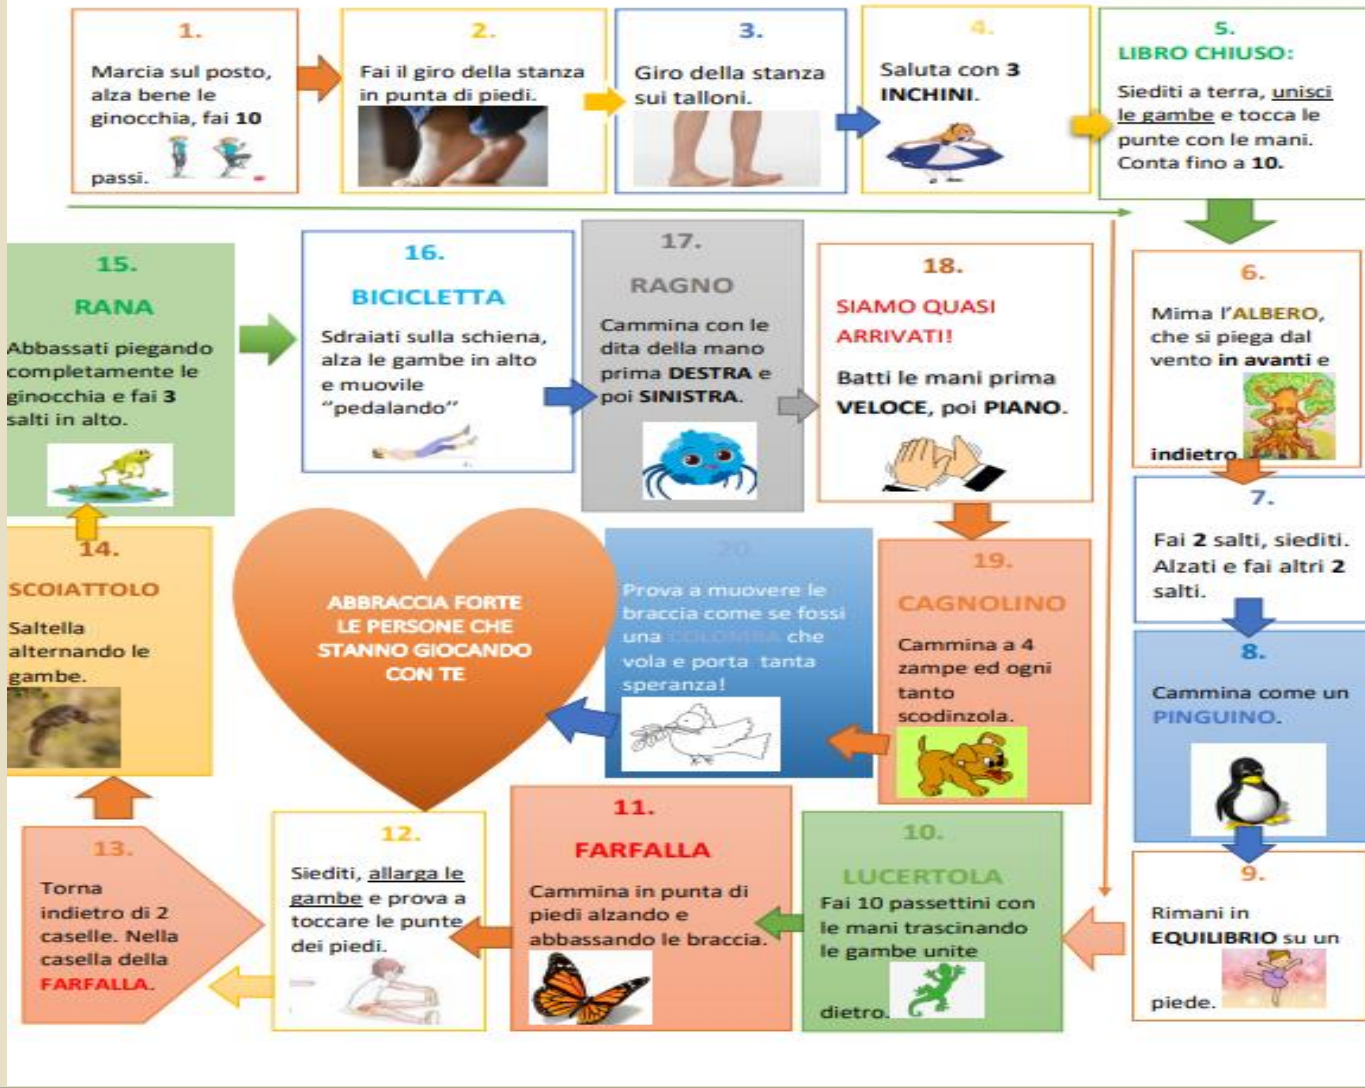 1.
Marcia sul posto,
alza bene le
ginocchia, fai 10
passi.
2.
Fai il giro della stanza
in punta di piedi.
3.
Giro della stanza
sui talloni.
4.
Saluta con 3
INCHINI.
5.
LIBRO CHIUSO:
Siediti a terra, unisci
le gambe e tocca le
punte con le mani.
Conta fino a 10.
6.
Mima l'ALBERO,
che si piega dal
vento in avanti e
indietro.
7.
Fai 2 salti, siediti.
Alzati e fai altri 2
salti.
8.
Cammina come un
PINGUINO.
9.
Rimani in
EQUILIBRIO su un
piede.
10.
LUCERTOLA
Fai 10 passettini con
le mani trascinando
le gambe unite
dietro.
11.
FARFALLA
Cammina in punta di
piedi alzando e
abbassando le braccia.
12.
Siediti, allarga le
gambe e prova a
toccare le punte
dei piedi.
13.
Torna
indietro di 2
caselle. Nella
casella della
FARFALLA.
14.
SCOIATTOLO
Saltella
alternando le
gambe.
15.
RANA
Abbassati piegando
completamente le
ginocchia e fai 3
salti in alto.
16.
BICICLETTA
Sdraiati sulla schiena,
alza le gambe in alto
e muovile
"pedalando"
17.
RAGNO
Cammina con le
dita della mano
prima DESTRA e
poi SINISTRA.
18.
SIAMO QUASI
ARRIVATI!
Batti le mani prima
VELOCE, poi PIANO.
19.
CAGNOLINO
Cammina a 4
zampe ed ogni
tanto
scodinzola.
20.
Prova a muovere le
braccia come se fossi
una COLOMBA che
vola e porta tanta
speranza!
ABBRACCIA FORTE
LE PERSONE CHE
STANNO GIOCANDO
CON TE